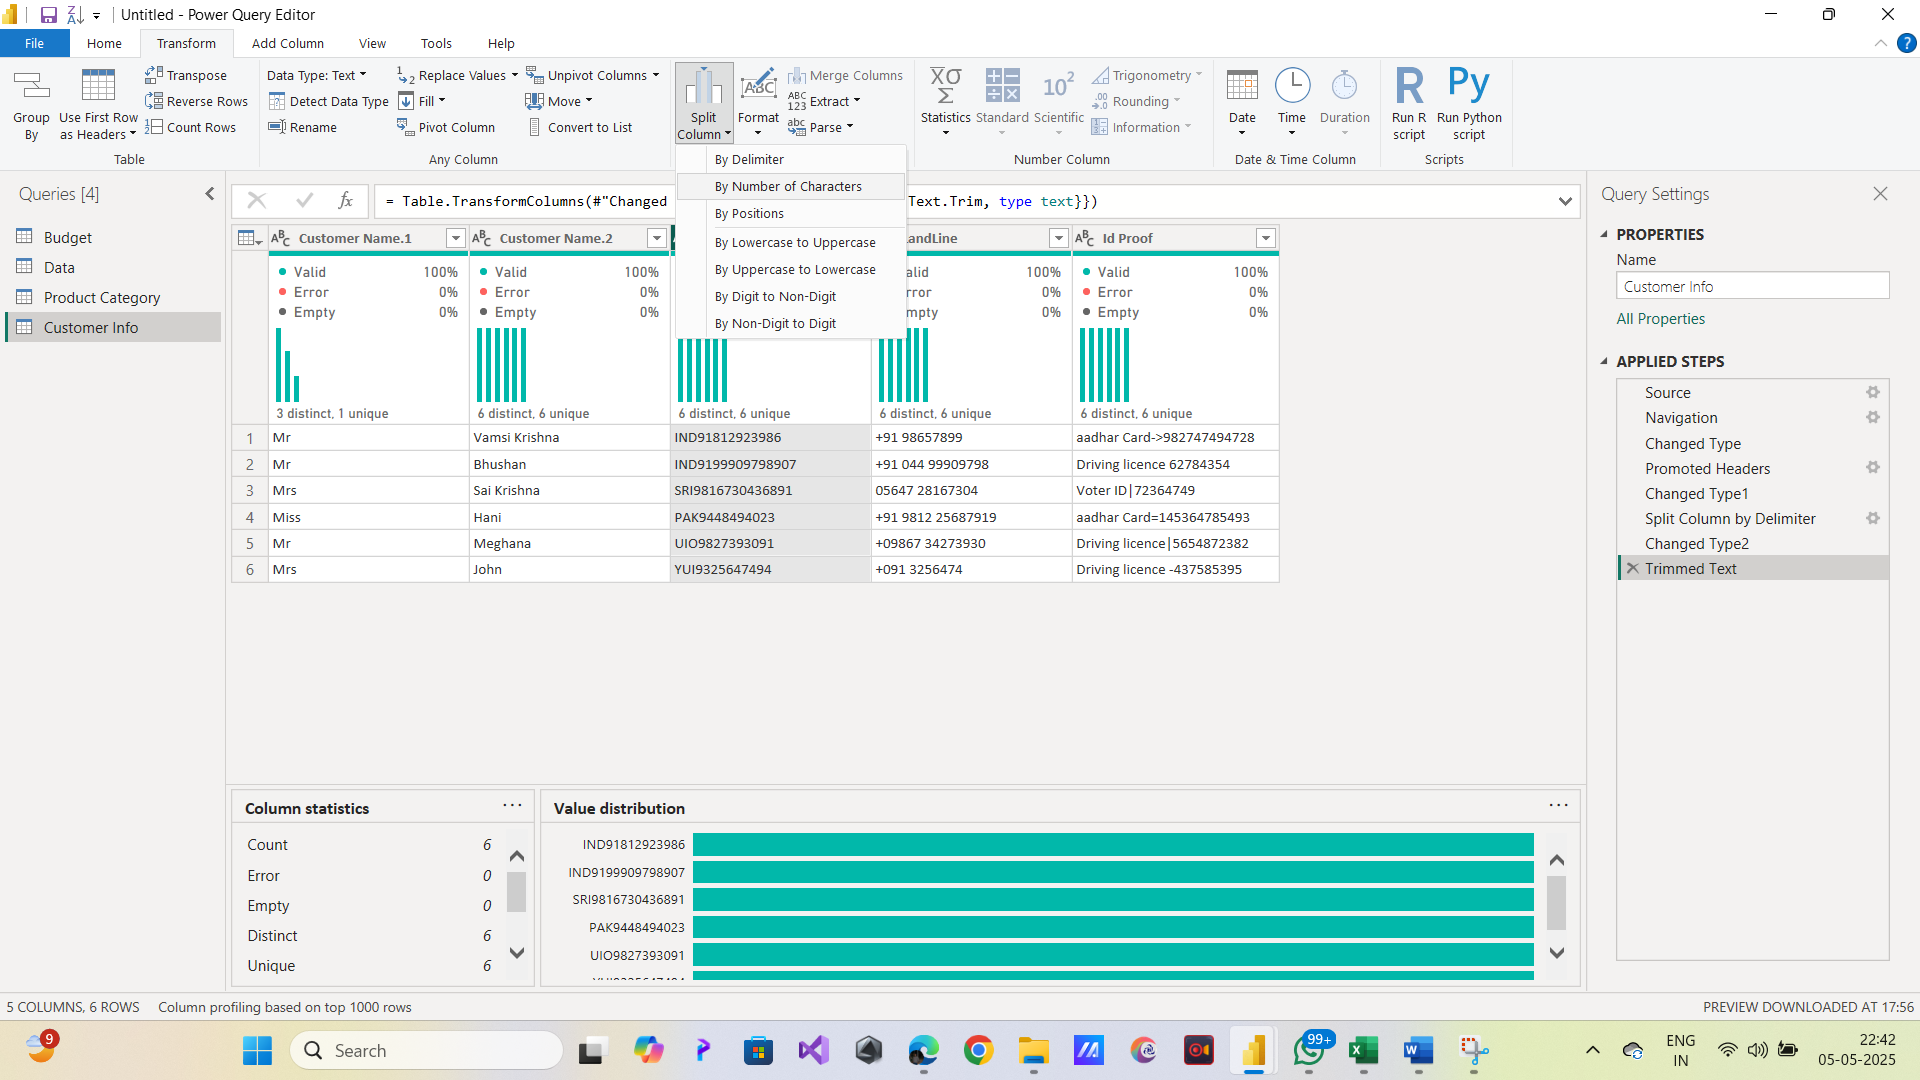 Untitled - Power Query Editor
File Home Transform Add Column View Tools Help
Group By
Use First Row as Headers
Transpose
Reverse Rows
Count Rows
Table
Data Type: Text
Detect Data Type
Rename
Replace Values
Fill
Pivot Column
Unpivot Columns
Move
Convert to List
Any Column
Split Column
Format
Merge Columns
Extract
Parse
Statistics
Standard
Scientific
Trigonometry
Rounding
Information
Number Column
Date
Time
Duration
Date & Time Column
Run R script
Run Python script
Scripts
By Delimiter
By Number of Characters
By Positions
By Lowercase to Uppercase
By Uppercase to Lowercase
By Digit to Non-Digit
By Non-Digit to Digit
Queries [4]
Budget
Data
Product Category
Customer Info
= Table.TransformColumns(#"Changed Text.Trim, type text}})
Customer Name.1 Customer Name.2 Id Proof
Valid 100% Valid 100% 100% Valid 100%
Error 0% Error 0% 0% Error 0%
Empty 0% Empty 0% 0% Empty 0%
3 distinct, 1 unique 6 distinct, 6 unique 6 distinct, 6 unique 6 distinct, 6 unique 6 distinct, 6 unique
1 Mr Vamsi Krishna IND91812923986 +91 98657899 aadhar Card->982747494728
2 Mr Bhushan IND9199909798907 +91 044 99909798 Driving licence 62784354
3 Mrs Sai Krishna SRI9816730436891 05647 28167304 Voter ID|72364749
4 Miss Hani PAK9448494023 +91 9812 25687919 aadhar Card=145364785493
5 Mr Meghana UIO9827393091 +09867 34273930 Driving licence|5654872382
6 Mrs John YUI9325647494 +091 3256474 Driving licence -437585395
Column statistics
Count 6
Error 0
Empty 0
Distinct 6
Unique 6
Value distribution
IND91812923986
IND9199909798907
SRI9816730436891
PAK9448494023
UIO9827393091
Query Settings
PROPERTIES
Name
Customer Info
All Properties
APPLIED STEPS
Source
Navigation
Changed Type
Promoted Headers
Changed Type1
Split Column by Delimiter
Changed Type2
Trimmed Text
5 COLUMNS, 6 ROWS Column profiling based on top 1000 rows PREVIEW DOWNLOADED AT 17:56
9
Search
99+
ENG
IN
22:42
05-05-2025